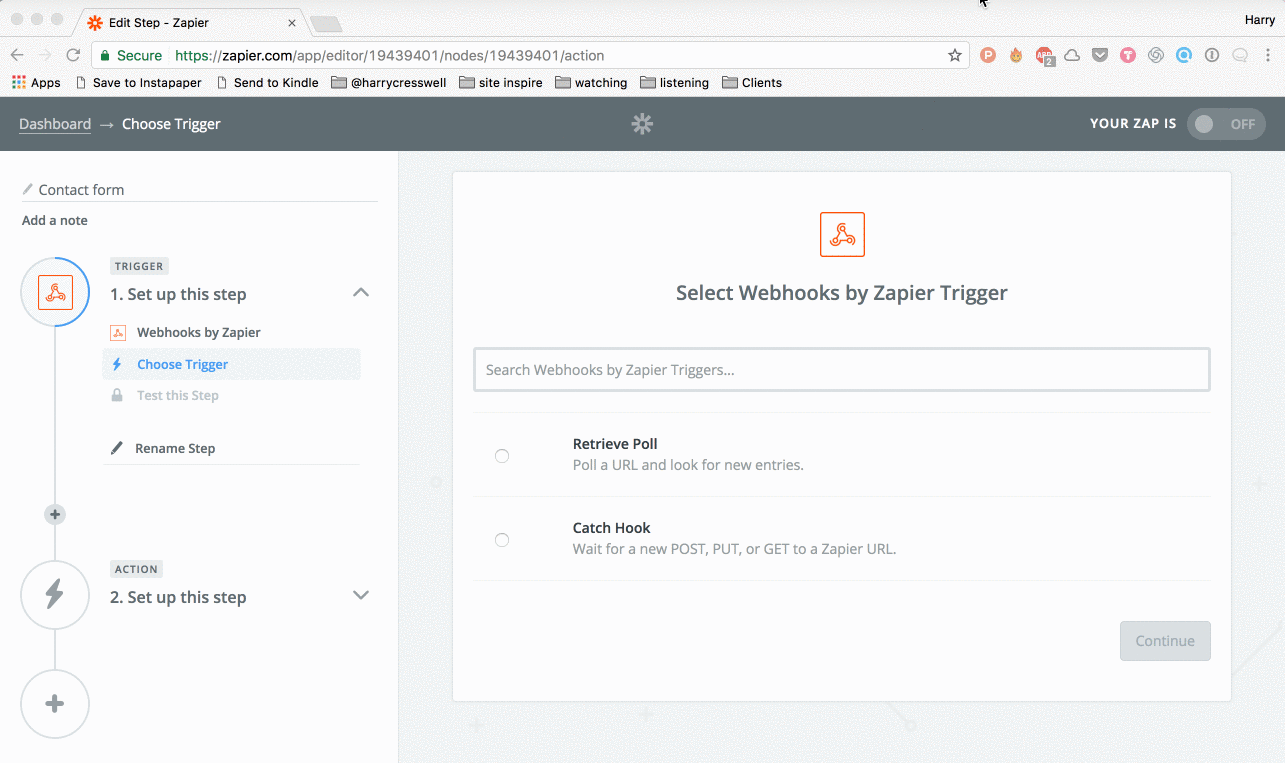 Edit Step - Zapier
Harry
Secure https://zapier.com/app/editor/19439401/nodes/19439401/action
P
ABP
2
T
Apps Save to Instapaper Send to Kindle @harrycresswell site inspire watching listening Clients
Dashboard → Choose Trigger
YOUR ZAP IS OFF
Contact form
Add a note
TRIGGER
1. Set up this step
Webhooks by Zapier
Choose Trigger
Test this Step
Rename Step
ACTION
2. Set up this step
Select Webhooks by Zapier Trigger
Search Webhooks by Zapier Triggers...
Retrieve Poll
Poll a URL and look for new entries.
Catch Hook
Wait for a new POST, PUT, or GET to a Zapier URL.
Continue